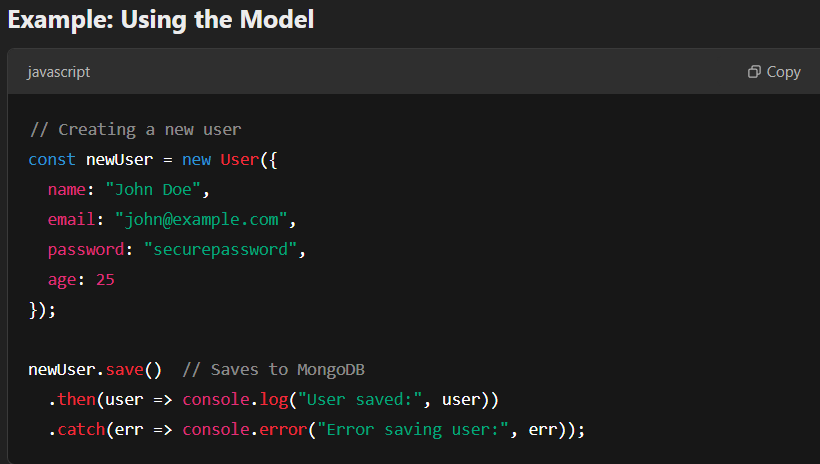 Example: Using the Model
javascript
Copy
// Creating a new user
const newUser = new User({
  name: "John Doe",
  email: "john@example.com",
  password: "securepassword",
  age: 25
});
newUser.save()  // Saves to MongoDB
  .then(user => console.log("User saved:", user))
  .catch(err => console.error("Error saving user:", err));